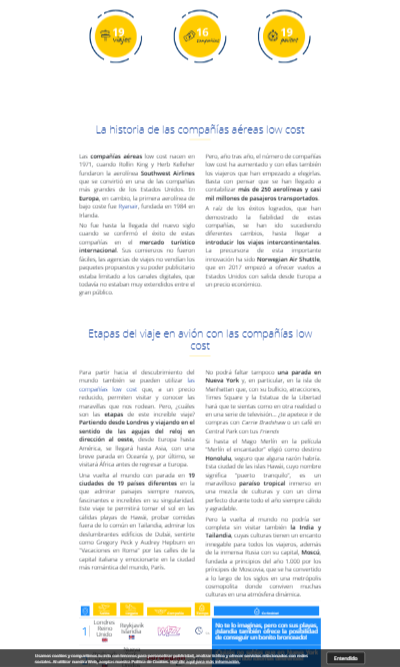 19
viajes
16
compañías
19
países
La historia de las compañías aéreas low cost
Las compañías aéreas low cost nacen en
1971, cuando Rollin King y Herb Kelleher
fundaron la aerolínea Southwest Airlines
que se convirtió en una de las compañías
más grandes de los Estados Unidos. En
Europa, en cambio, la primera aerolínea de
bajo coste fue Ryanair, fundada en 1984 en
Irlanda.
No fue hasta la llegada del nuevo siglo
cuando se confirmó el éxito de estas
compañías en el mercado turístico
internacional. Sus comienzos no fueron
fáciles, las agencias de viajes no vendían los
paquetes propuestos y su poder publicitario
estaba limitado a los canales digitales, que
todavía no estaban muy extendidos entre el
gran público.
Pero, año tras año, el número de compañías
low cost ha aumentado y con ellas también
los viajeros que han empezado a elegirlas.
Basta con pensar que se han llegado a
contabilizar más de 250 aerolíneas y casi
mil millones de pasajeros transportados.
A raíz de los éxitos logrados, que han
demostrado la fiabilidad de estas
compañías, se han ido sucediendo
diferentes cambios, hasta llegar a
introducir los viajes intercontinentales.
La precursora de esta importante
innovación ha sido Norwegian Air Shuttle,
que en 2017 empezó a ofrecer vuelos a
Estados Unidos con salida desde Europa a
un precio económico.
Etapas del viaje en avión con las compañías low
cost
Para partir hacia el descubrimiento del
mundo también se pueden utilizar las
compañías low cost que, a un precio
reducido, permiten visitar y conocer las
maravillas que nos rodean. Pero, ¿cuáles
son las etapas de este increíble viaje?
Partiendo desde Londres y viajando en el
sentido de las agujas del reloj en
dirección al oeste, desde Europa hasta
América, se llegará hasta Asia, con una
breve parada en Oceanía y, por último, se
visitará África antes de regresar a Europa.
Una vuelta al mundo con parada en 19
ciudades de 19 países diferentes en la
que admirar paisajes siempre nuevos,
fascinantes e increíbles en su singularidad.
Este viaje te permitirá tomar el sol en las
cálidas playas de Hawái, probar comidas
fuera de lo común en Tailandia, admirar los
deslumbrantes edificios de Dubái, sentirte
como Gregory Peck y Audrey Hepburn en
"Vacaciones en Roma" por las calles de la
capital italiana y emocionarte en la ciudad
más romántica del mundo, París.
No podrá faltar tampoco una parada en
Nueva York y, en particular, en la isla de
Manhattan que, con su bullicio, atracciones,
Times Square y la Estatua de la Libertad
hará que te sientas como en otra realidad o
en una serie de televisión... ¿te apetece ir de
compras con Carrie Bradshaw o un café en
Central Park con tus Friends
Si hasta el Mago Merlín en la película
"Merlín el encantador" eligió como destino
Honolulu, seguro que alguna razón habría.
Esta ciudad de las islas Hawái, cuyo nombre
significa "puerto tranquilo", es un
maravilloso paraíso tropical inmerso en
una mezcla de culturas y con un clima
perfecto durante todo el año siempre cálido
y agradable.
Pero la vuelta al mundo no podría ser
completa sin visitar también la India y
Tailandia, cuyas culturas tienen un encanto
innegable para todos los viajeros, además
de la inmensa Rusia con su capital, Moscú,
fundada a principios del año 1.000 por los
príncipes de Moscovia, que se ha convertido
a lo largo de los siglos en una metrópolis
cosmopolita donde conviven muchas
culturas en una atmósfera dinámica.
1
Londres
Reino
Unido
Reykjavik
Islandia
No te lo imagines, pero con sus playas,
¡Islandia también ofrece la posibilidad
de conseguir un bonito bronceado!
Entendido